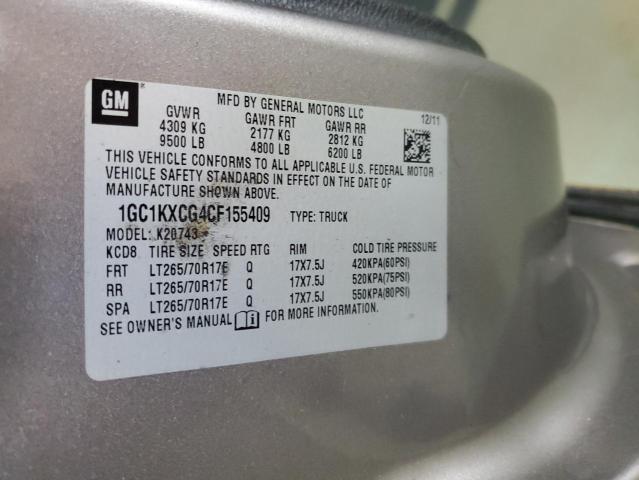 GM
MFD BY GENERAL MOTORS LLC
12/11
GVWR GAWR FRT GAWR RR
4309 KG 2177 KG 2812 KG
9500 LB 4800 LB 6200 LB
THIS VEHICLE CONFORMS TO ALL APPLICABLE U.S. FEDERAL MOTOR
VEHICLE SAFETY STANDARDS IN EFFECT ON THE DATE OF
MANUFACTURE SHOWN ABOVE.
1GC1KXCG4CF155409 TYPE: TRUCK
MODEL: K20743
KCD8 TIRE SIZE SPEED RTG RIM COLD TIRE PRESSURE
FRT LT265/70R17E Q 17X7.5J 420KPA(60PSI)
RR LT265/70R17E Q 17X7.5J 520KPA(75PSI)
SPA LT265/70R17E Q 17X7.5J 550KPA(80PSI)
SEE OWNER'S MANUAL FOR MORE INFORMATION.